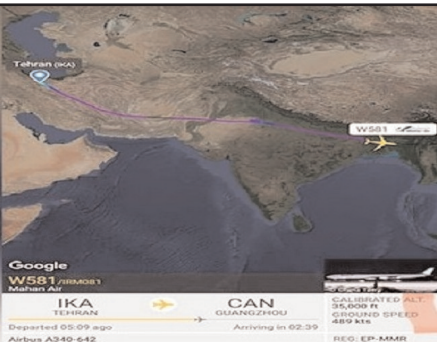 Tehran (IKA)
W581
Google
W581 /IRM081
Mahan Air
IKA
TEHRAN
CAN
GUANGZHOU
CALIBRATED ALT.
35,000 ft
GROUND SPEED
489 kts
Departed 05:09 ago
Arriving in 02:39
Airbus A340-642
REG: EP-MMR